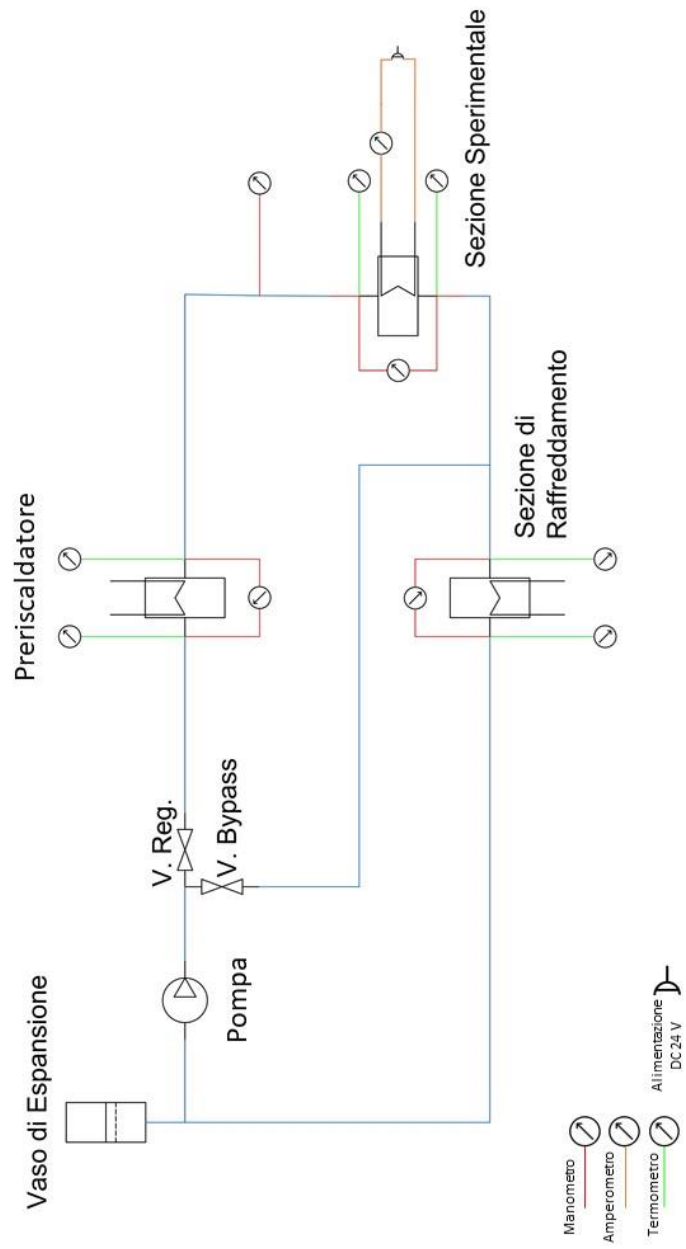 Vaso di Espansione
Pompa
V. Reg.
V. Bypass
Preriscaldatore
Sezione di
Raffreddamento
Sezione Sperimentale
Manometro
Amperometro
Termometro
Alimentazione
DC 24 V